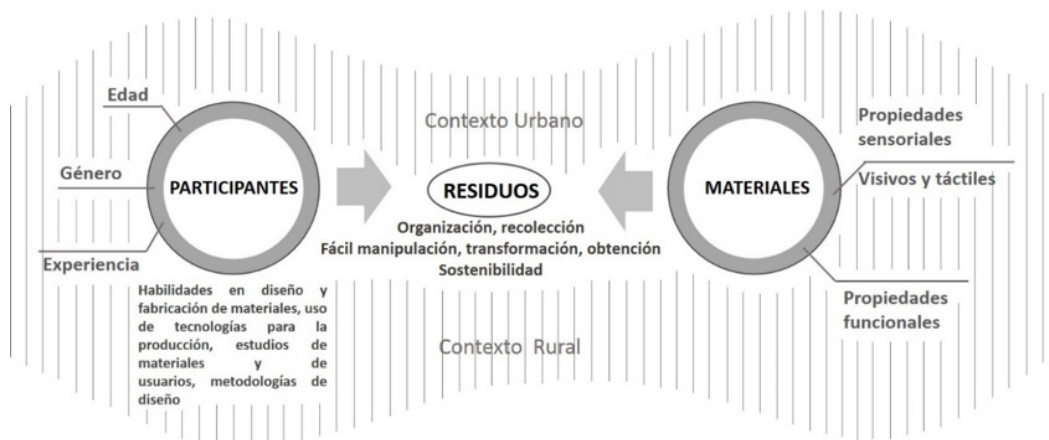 Edad
Género
Experiencia
PARTICIPANTES
Habilidades en diseño y
fabricación de materiales, uso
de tecnologías para la
producción, estudios de
materiales y de
usuarios, metodologías de
diseño
Contexto Urbano
RESIDUOS
Organización, recolección
Fácil manipulación, transformación, obtención
Sostenibilidad
Contexto Rural
MATERIALES
Propiedades
sensoriales
Visivos y táctiles
Propiedades
funcionales